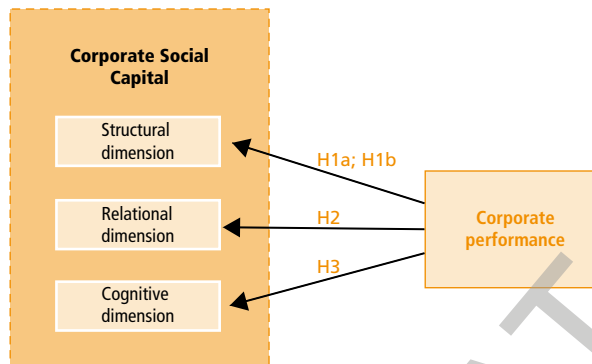 Corporate Social
Capital
Structural
dimension
H1a; H1b
Relational
dimension
H2
Corporate
performance
H3
Cognitive
dimension